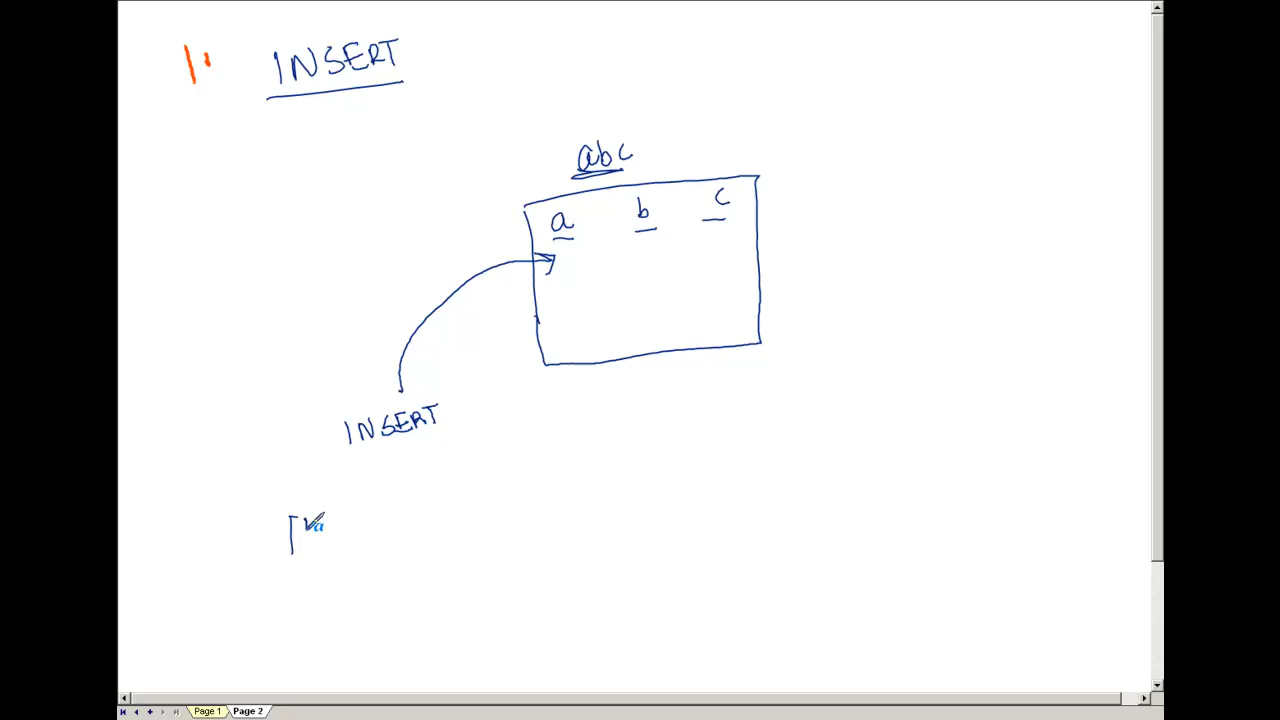 1. INSERT
abc
a b c
INSERT
Page 1 Page 2